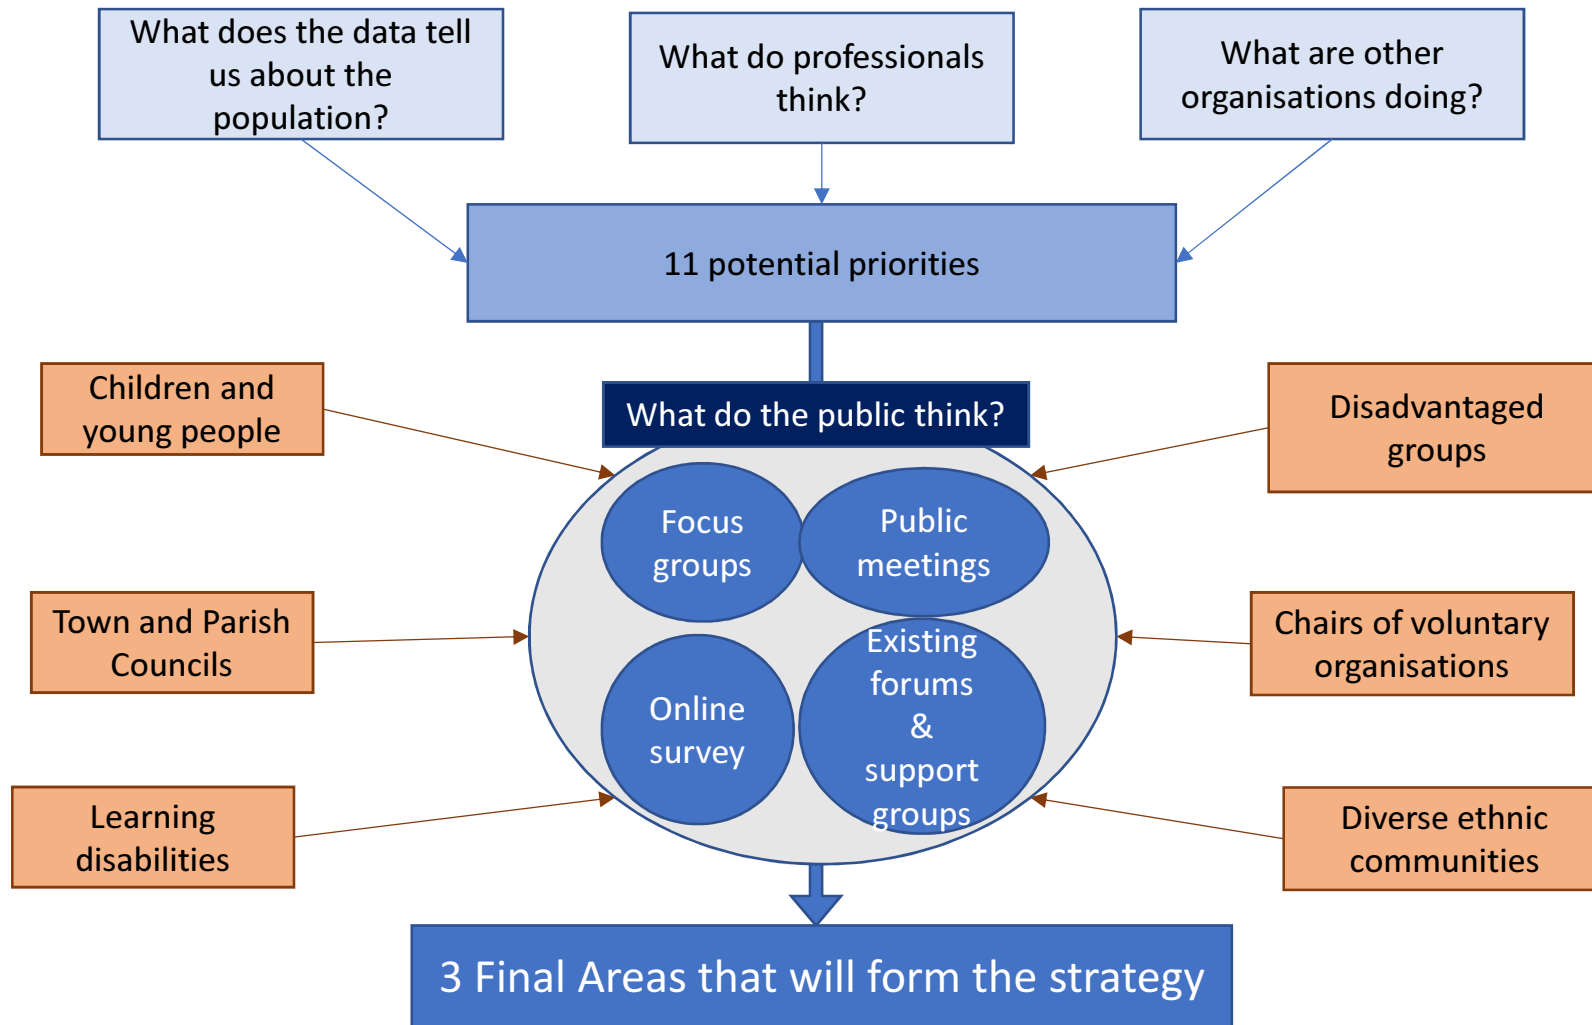 What does the data tell
us about the
population?
What do professionals
think?
What are other
organisations doing?
11 potential priorities
Children and
young people
What do the public think?
Disadvantaged
groups
Focus
groups
Public
meetings
Town and Parish
Councils
Existing
forums
&
support
groups
Chairs of voluntary
organisations
Online
survey
Learning
disabilities
Diverse ethnic
communities
3 Final Areas that will form the strategy